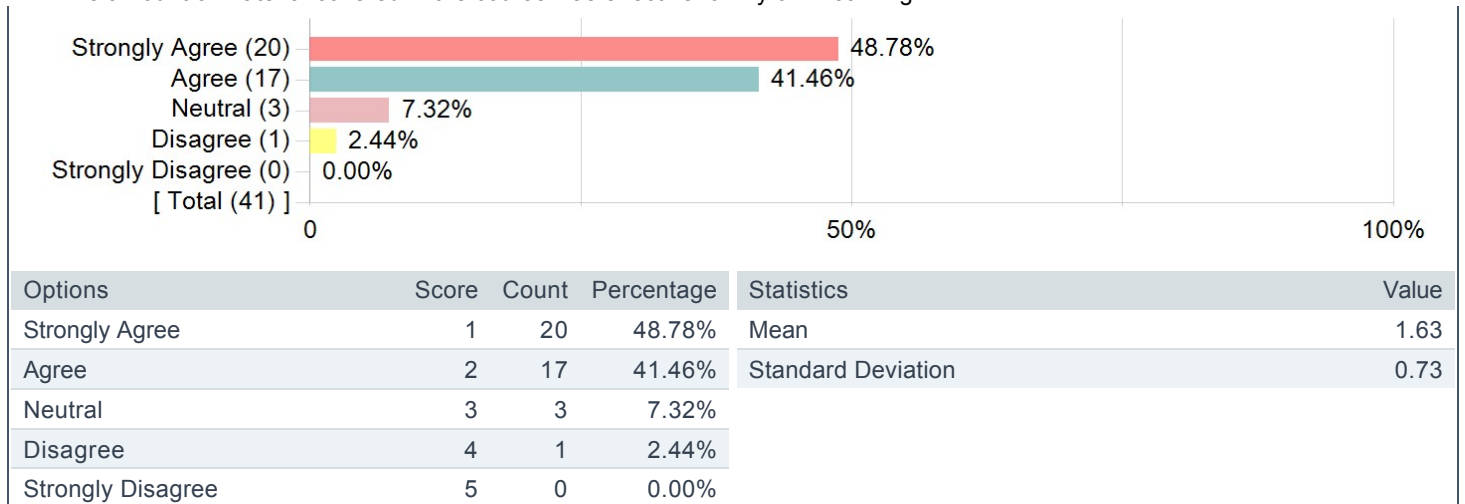 Strongly Agree (20) 48.78%
Agree (17) 41.46%
Neutral (3) 7.32%
Disagree (1) 2.44%
Strongly Disagree (0) 0.00%
[ Total (41) ]
0 50% 100%
Options Score Count Percentage Statistics Value
Strongly Agree 1 20 48.78% Mean 1.63
Agree 2 17 41.46% Standard Deviation 0.73
Neutral 3 3 7.32%
Disagree 4 1 2.44%
Strongly Disagree 5 0 0.00%